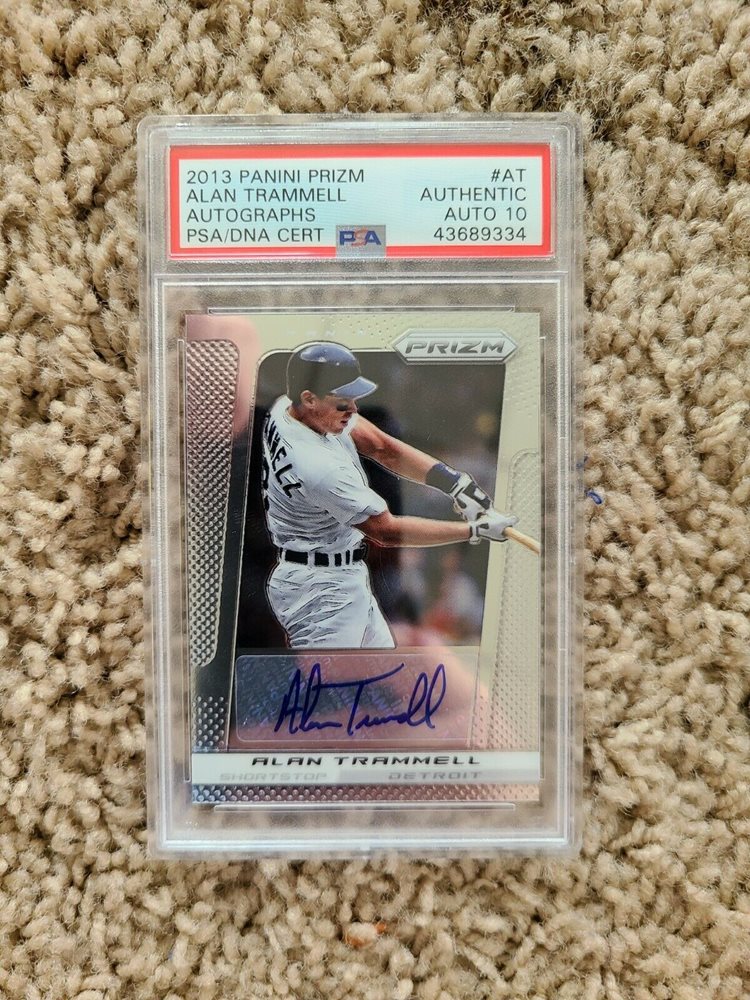 2013 PANINI PRIZM #AT
ALAN TRAMMELL AUTHENTIC
AUTOGRAPHS AUTO 10
PSA/DNA CERT PSA 43689334
PRIZM
Alan Trammell
ALAN TRAMMELL
SHORTSTOP DETROIT